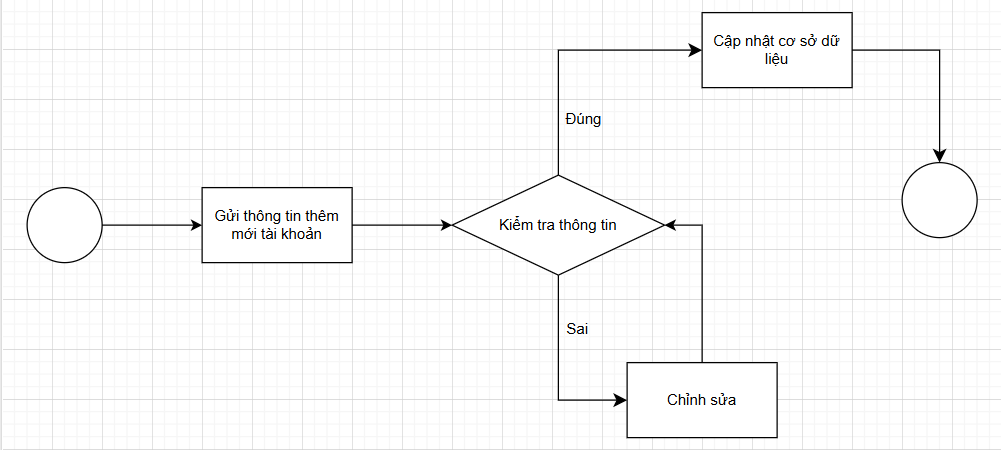 Gửi thông tin thêm
mới tài khoản
Kiểm tra thông tin
Đúng
Cập nhật cơ sở dữ
liệu
Sai
Chỉnh sửa